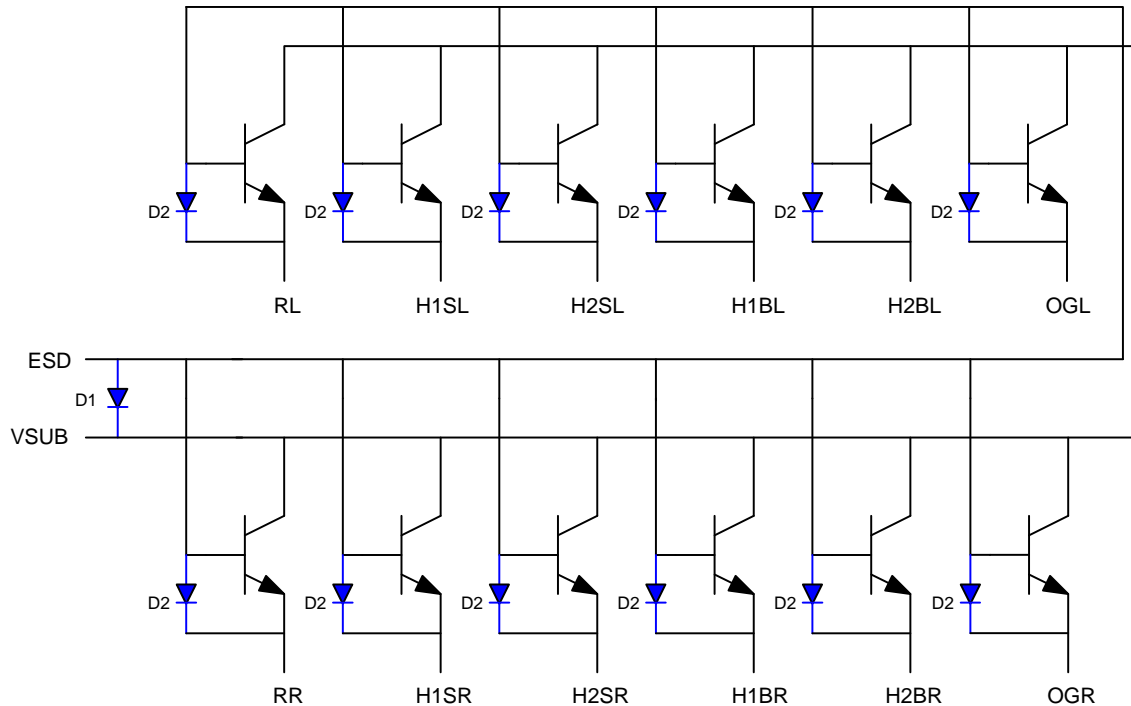 D2 D2 D2 D2 D2 D2
RL H1SL H2SL H1BL H2BL OGL
ESD
D1
VSUB
D2 D2 D2 D2 D2 D2
RR H1SR H2SR H1BR H2BR OGR